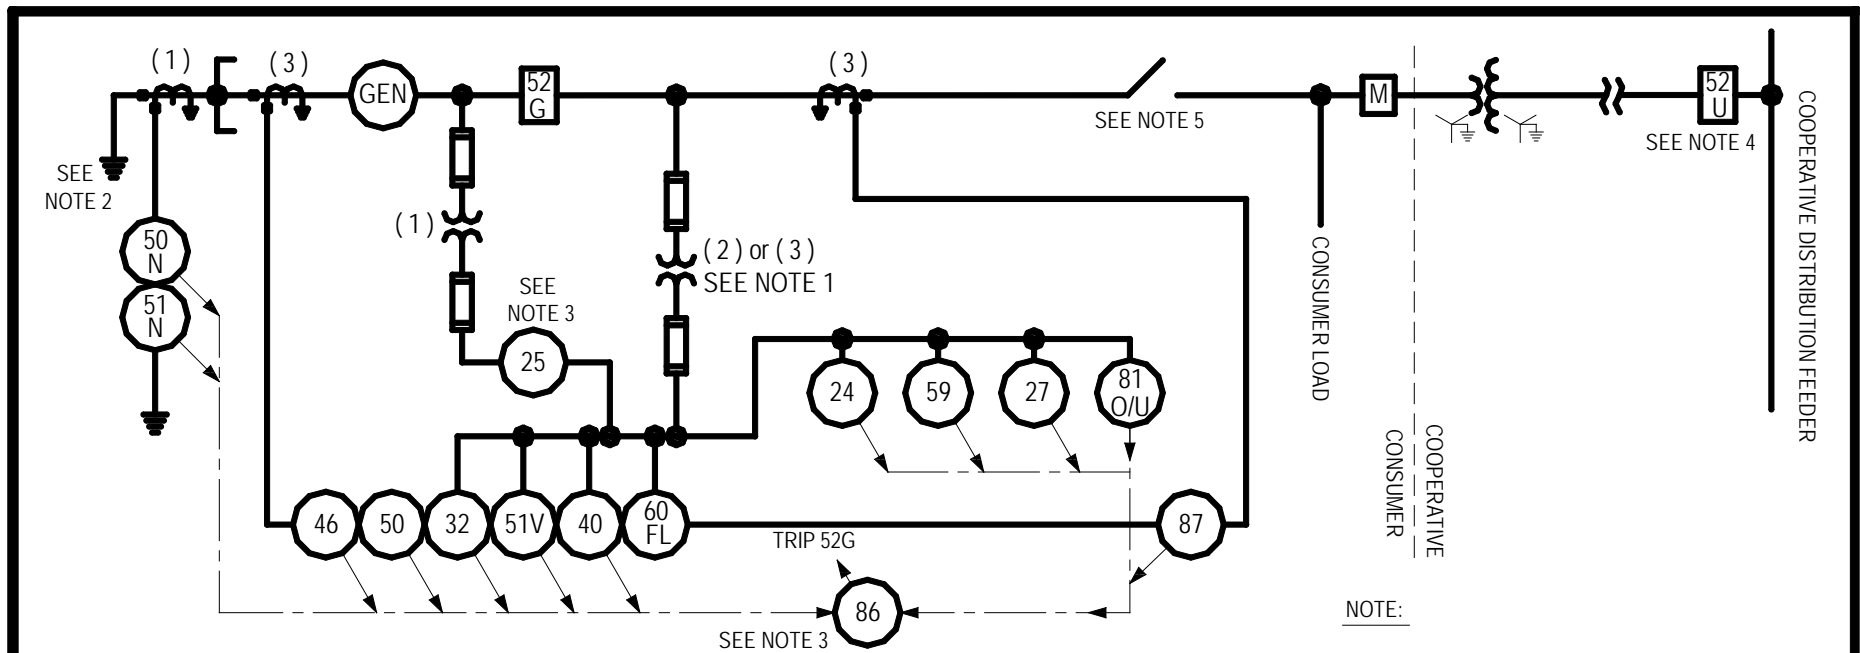 (1)
(3)
GEN
52
G
(3)
SEE NOTE 5
M
52
U
SEE NOTE 4
COOPERATIVE DISTRIBUTION FEEDER
SEE
NOTE 2
(1)
(2) or (3)
SEE NOTE 1
50
N
51
N
SEE
NOTE 3
25
CONSUMER LOAD
24
59
27
81
O/U
CONSUMER
COOPERATIVE
46
50
32
51V
40
60
FL
87
TRIP 52G
86
SEE NOTE 3
NOTE: